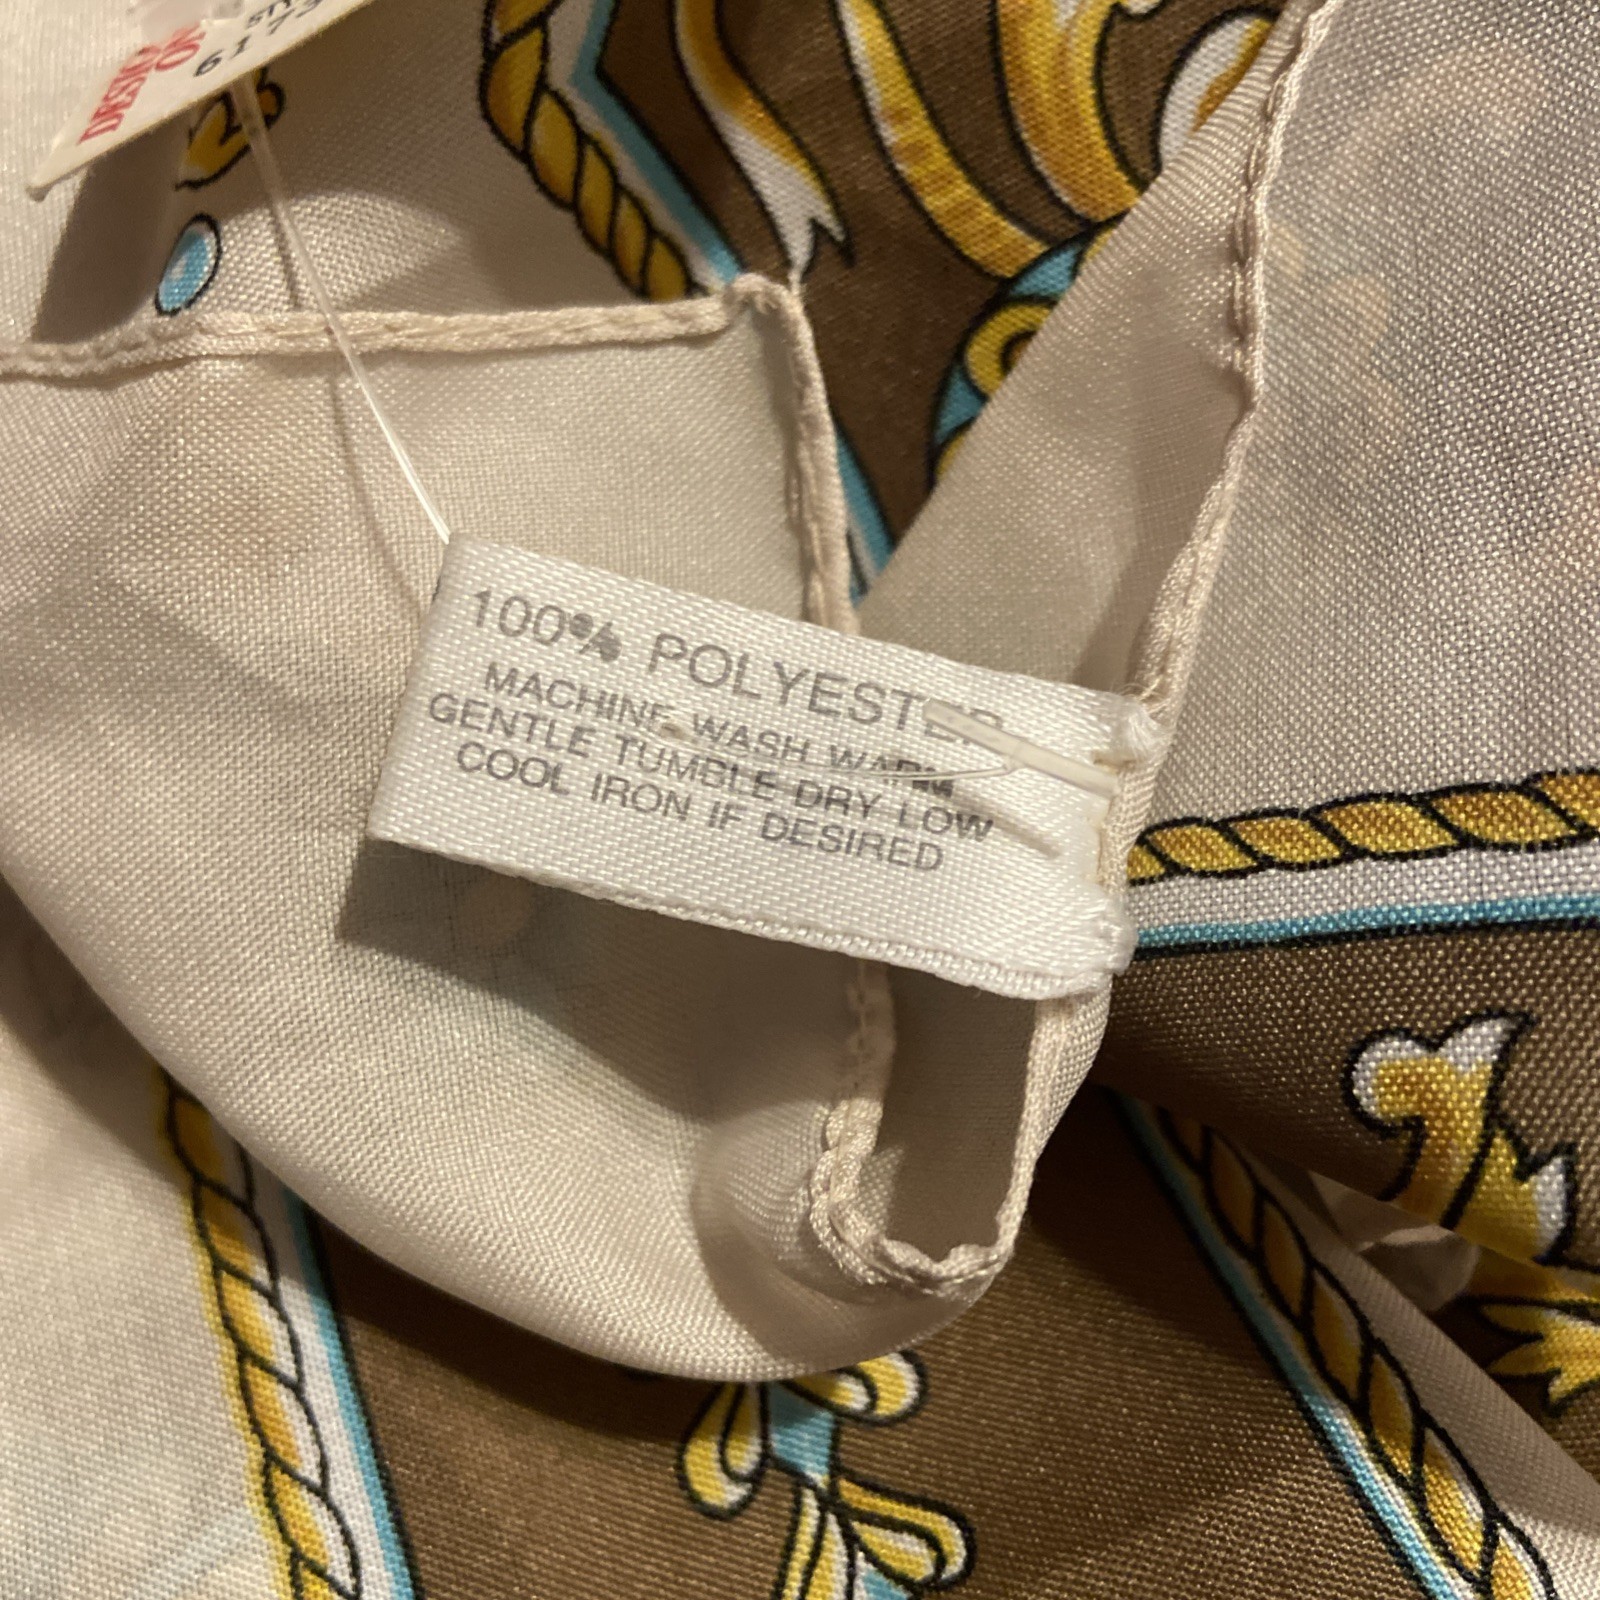 100% POLYESTER
MACHINE WASH WARM
GENTLE TUMBLE DRY LOW
COOL IRON IF DESIRED